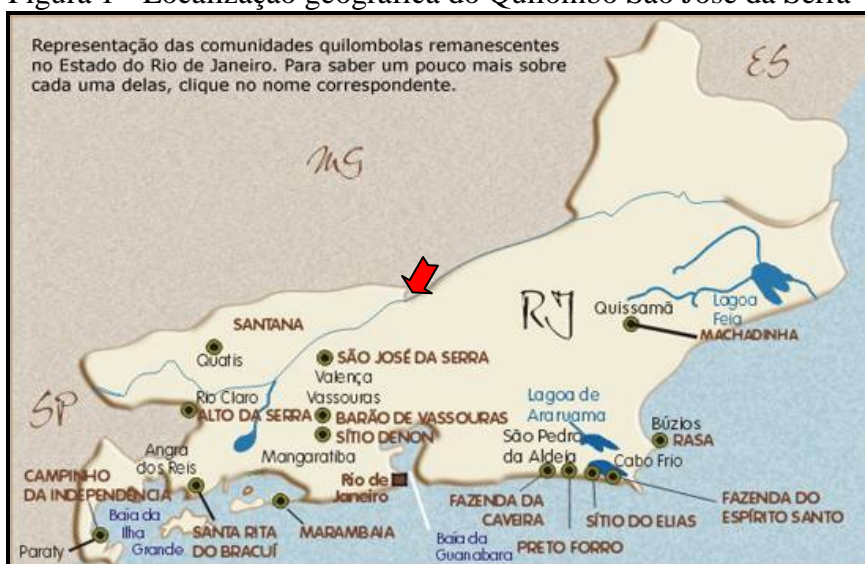 Figura 1 - Localização geográfica do Quilombo São José da Serra
Representação das comunidades quilombolas remanescentes
no Estado do Rio de Janeiro. Para saber um pouco mais sobre
cada uma delas, clique no nome correspondente.
ES
MG
RJ
SP
Quissamã
Lagoa
Feia
MACHADINHA
SANTANA
Quatis
SÃO JOSÉ DA SERRA
Valença
Rio Claro
ALTO DA SERRA
Vassouras
BARÃO DE VASSOURAS
SÍTIO DENON
Mangaratiba
Lagoa de
Araruama
São Pedro
da Aldeia
Búzios
RASA
Cabo Frio
Angra
dos Reis
CAMPINHO
DA INDEPENDÊNCIA
Rio de
Janeiro
FAZENDA DA
CAVEIRA
PRETO FORRO
SÍTIO DO ELIAS
FAZENDA DO
ESPÍRITO SANTO
Baía da
Ilha
Grande
Paraty
SANTA RITA
DO BRACUÍ
MARAMBAIA
Baía da
Guanabara